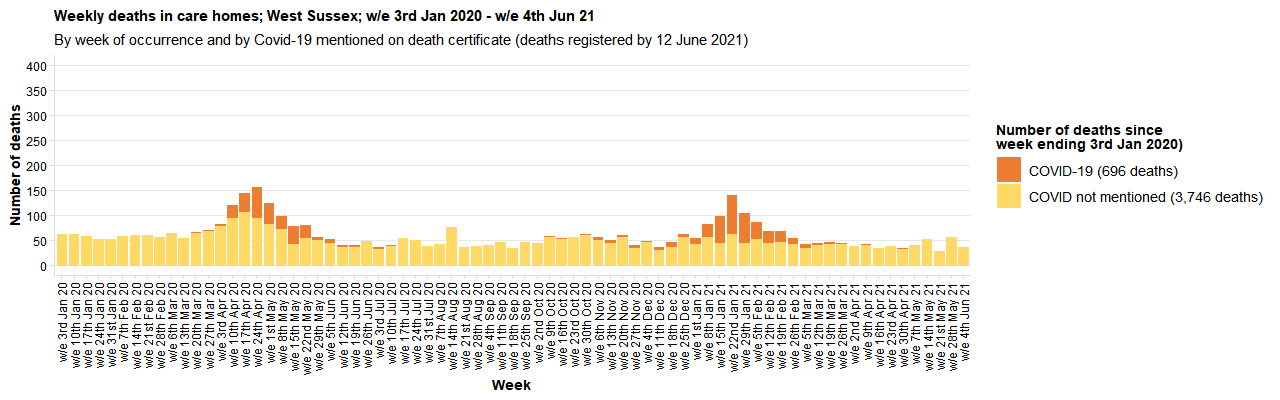 Weekly deaths in care homes; West Sussex; w/e 3rd Jan 2020 - w/e 4th Jun 21
By week of occurrence and by Covid-19 mentioned on death certificate (deaths registered by 12 June 2021)
Number of deaths
400
350
300
250
200
150
100
50
0
w/e 3rd Jan 20
w/e 10th Jan 20
w/e 17th Jan 20
w/e 24th Jan 20
w/e 31st Jan 20
w/e 7th Feb 20
w/e 14th Feb 20
w/e 21st Feb 20
w/e 28th Feb 20
w/e 6th Mar 20
w/e 13th Mar 20
w/e 20th Mar 20
w/e 27th Mar 20
w/e 3rd Apr 20
w/e 10th Apr 20
w/e 17th Apr 20
w/e 24th Apr 20
w/e 1st May 20
w/e 8th May 20
w/e 15th May 20
w/e 22nd May 20
w/e 29th May 20
w/e 5th Jun 20
w/e 12th Jun 20
w/e 19th Jun 20
w/e 26th Jun 20
w/e 3rd Jul 20
w/e 10th Jul 20
w/e 17th Jul 20
w/e 24th Jul 20
w/e 31st Jul 20
w/e 7th Aug 20
w/e 14th Aug 20
w/e 21st Aug 20
w/e 28th Aug 20
w/e 4th Sep 20
w/e 11th Sep 20
w/e 18th Sep 20
w/e 25th Sep 20
w/e 2nd Oct 20
w/e 9th Oct 20
w/e 16th Oct 20
w/e 23rd Oct 20
w/e 30th Oct 20
w/e 6th Nov 20
w/e 13th Nov 20
w/e 20th Nov 20
w/e 27th Nov 20
w/e 4th Dec 20
w/e 11th Dec 20
w/e 18th Dec 20
w/e 25th Dec 20
w/e 1st Jan 21
w/e 8th Jan 21
w/e 15th Jan 21
w/e 22nd Jan 21
w/e 29th Jan 21
w/e 5th Feb 21
w/e 12th Feb 21
w/e 19th Feb 21
w/e 26th Feb 21
w/e 5th Mar 21
w/e 12th Mar 21
w/e 19th Mar 21
w/e 26th Mar 21
w/e 2nd Apr 21
w/e 9th Apr 21
w/e 16th Apr 21
w/e 23rd Apr 21
w/e 30th Apr 21
w/e 7th May 21
w/e 14th May 21
w/e 21st May 21
w/e 28th May 21
w/e 4th Jun 21
Week
Number of deaths since
week ending 3rd Jan 2020)
COVID-19 (696 deaths)
COVID not mentioned (3,746 deaths)